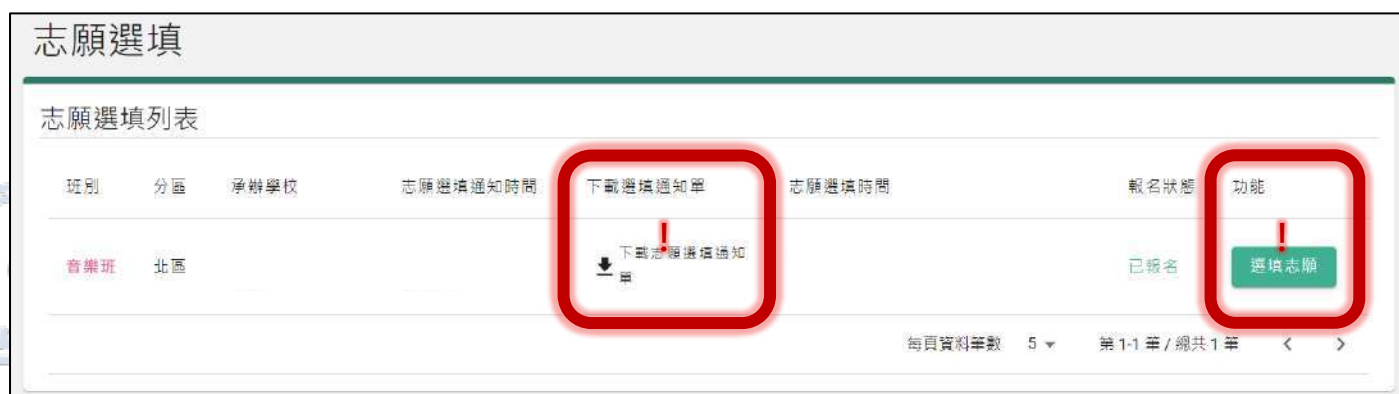 志願選填
志願選填列表
班別 分區 承辦學校 志願選填通知時間 下載選填通知單 志願選填時間 報名狀態 功能
! !
音樂班 北區 下載志願選填通知 已報名 選填志願
單
每頁資料筆數 5 第 1-1 筆 / 總共 1 筆